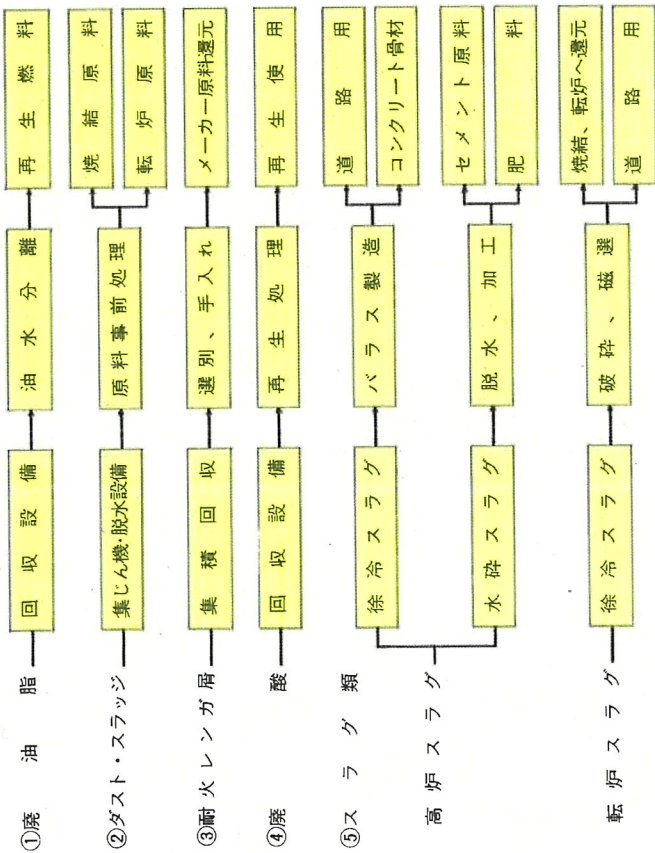 ①廃油脂 回収設備 油水分離 再生燃料
②ダスト・スラッジ 集じん機・脱水設備 原料事前処理 焼結原料
転炉原料
③耐火レンガ屑 集積回収 選別、手入れ メーカー原料還元
④廃酸 回収設備 再生処理 再生使用
⑤スラグ類
高炉スラグ
徐冷スラグ バラス製造 道路用
コンクリート骨材
水砕スラグ 脱水、加工 セメント原料
肥料
転炉スラグ 徐冷スラグ 破砕、磁選 焼結、転炉へ還元
道路用